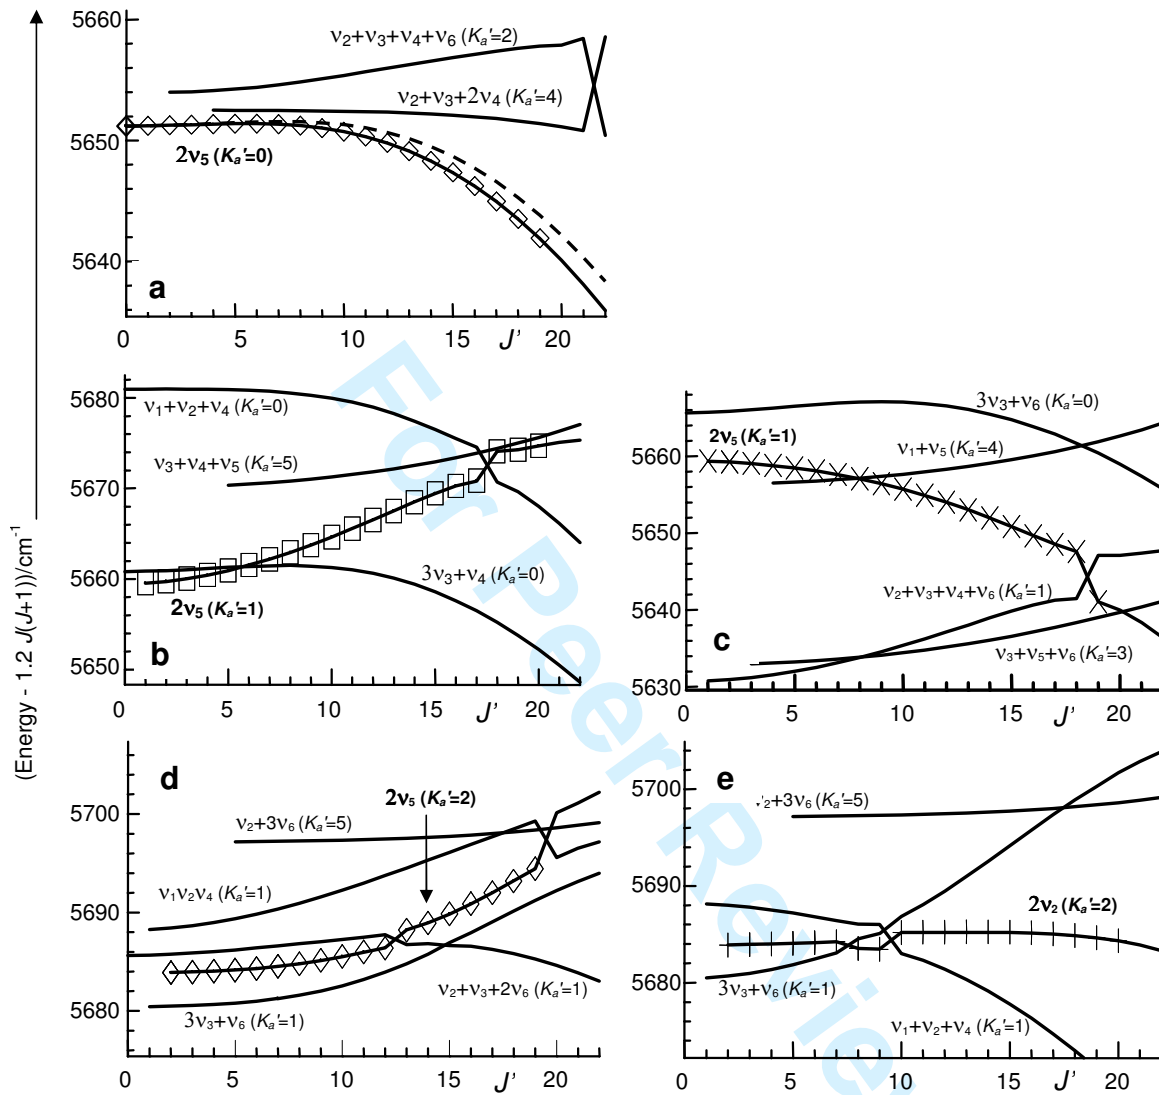 (Energy - 1.2 J(J+1))/cm-1
5660
5650
5640
ν2+ν3+ν4+ν6 (Ka'=2)
ν2+ν3+2ν4 (Ka'=4)
2ν5 (Ka'=0)
a
0 5 10 15 20
J'
5680
5670
5660
5650
ν1+ν2+ν4 (Ka'=0)
ν3+ν4+ν5 (Ka'=5)
3ν3+ν4 (Ka'=0)
2ν5 (Ka'=1)
b
0 5 10 15 20
J'
5660
5650
5640
5630
3ν3+ν6 (Ka'=0)
2ν5 (Ka'=1)
ν1+ν5 (Ka'=4)
ν2+ν3+ν4+ν6 (Ka'=1)
ν3+ν5+ν6 (Ka'=3)
c
0 5 10 15 20
J'
d
5700
5690
5680
2ν5 (Ka'=2)
ν2+3ν6 (Ka'=5)
ν1ν2ν4 (Ka'=1)
ν2+ν3+2ν6 (Ka'=1)
3ν3+ν6 (Ka'=1)
0 5 10 15 20
J'
e
5700
5690
5680
ν2+3ν6 (Ka'=5)
2ν2 (Ka'=2)
3ν3+ν6 (Ka'=1)
ν1+ν2+ν4 (Ka'=1)
0 5 10 15 20
J'
For Peer Review